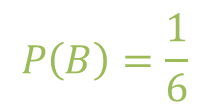 P(B) = 1/6